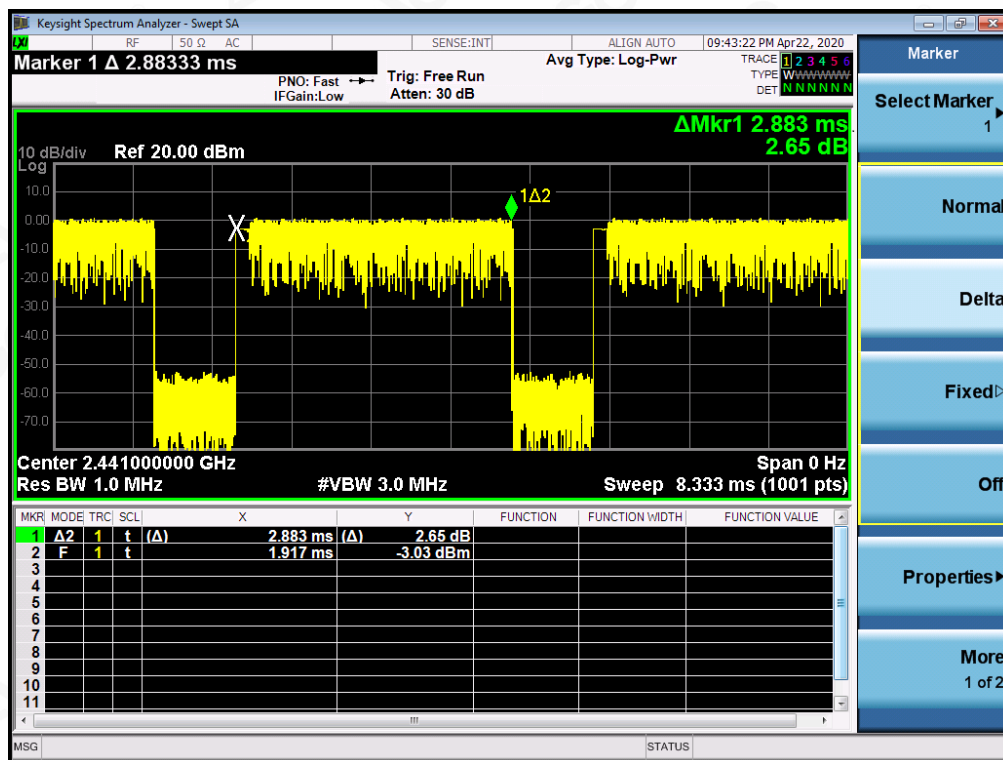 Keysight Spectrum Analyzer - Swept SA
LXI RF 50 Ω AC SENSE:INT ALIGN AUTO 09:43:22 PM Apr22, 2020
Marker 1 Δ 2.88333 ms
PNO: Fast
IFGain:Low
Trig: Free Run
Atten: 30 dB
Avg Type: Log-Pwr
TRACE 1 2 3 4 5 6
TYPE WWWWWW
DET N N N N N N
ΔMkr1 2.883 ms
2.65 dB
10 dB/div Ref 20.00 dBm
Log
10.0
0.00
-10.0
-20.0
-30.0
-40.0
-50.0
-60.0
-70.0
X
1Δ2
Center 2.441000000 GHz Span 0 Hz
Res BW 1.0 MHz #VBW 3.0 MHz Sweep 8.333 ms (1001 pts)
MKR MODE TRC SCL X Y FUNCTION FUNCTION WIDTH FUNCTION VALUE
1 Δ2 1 t (Δ) 2.883 ms (Δ) 2.65 dB
2 F 1 t 1.917 ms -3.03 dBm
3
4
5
6
7
8
9
10
11
MSG STATUS
Marker
Select Marker
1
Normal
Delta
Fixed
Off
Properties
More
1 of 2